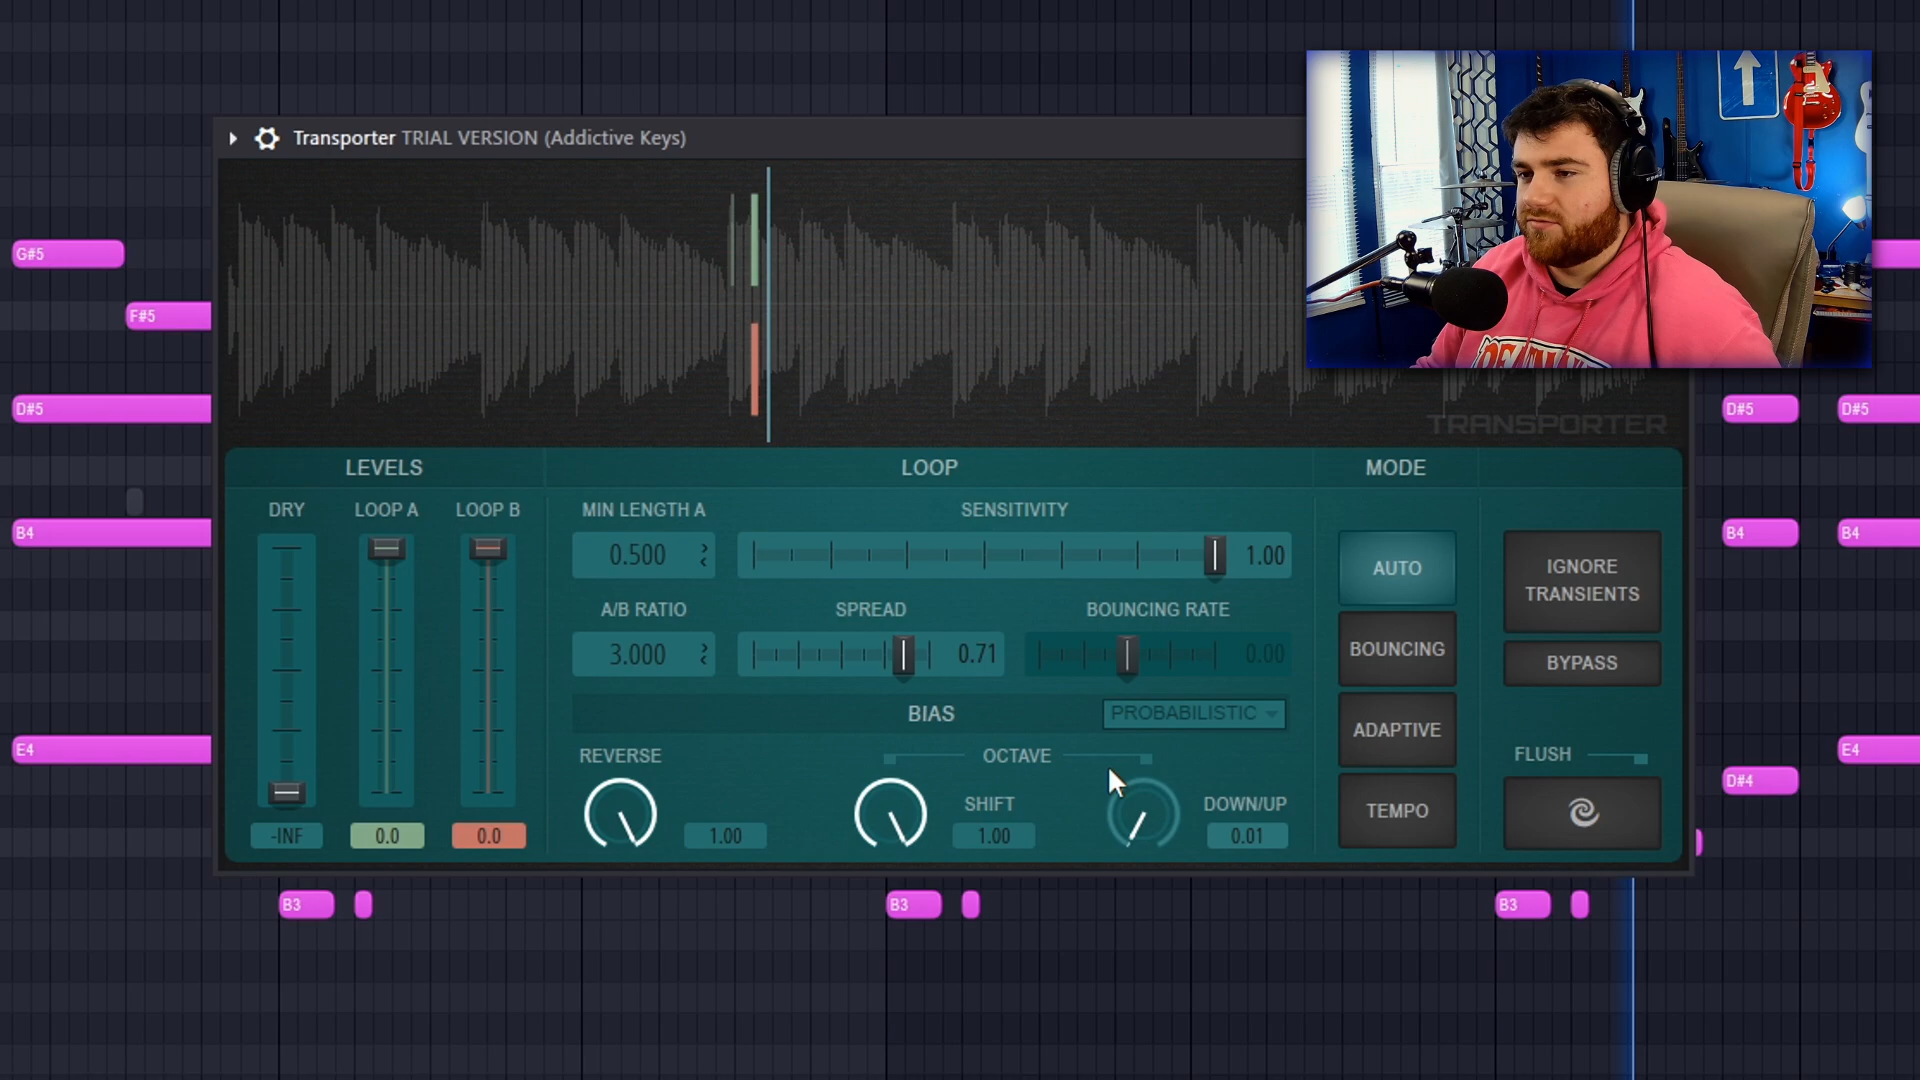 Transporter TRIAL VERSION (Addictive Keys)
G#5
F#5
D#5
B4
E4
TRANSPORTER
D#5 D#5
B4 B4
E4
D#4
LEVELS LOOP MODE
DRY LOOP A LOOP B MIN LENGTH A SENSITIVITY
0.500 1.00
AUTO
IGNORE
TRANSIENTS
A/B RATIO SPREAD BOUNCING RATE
3.000 0.71 0.00
BOUNCING
BYPASS
BIAS PROBABILISTIC
ADAPTIVE
REVERSE OCTAVE FLUSH
SHIFT DOWN/UP
TEMPO
-INF 0.0 0.0 1.00 1.00 0.01
B3 B3 B3